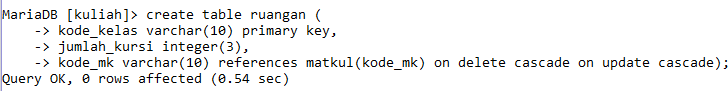 MariaDB [kuliah]> create table ruangan (
    -> kode_kelas varchar(10) primary key,
    -> jumlah_kursi integer(3),
    -> kode_mk varchar(10) references matkul(kode_mk) on delete cascade on update cascade);
Query OK, 0 rows affected (0.54 sec)